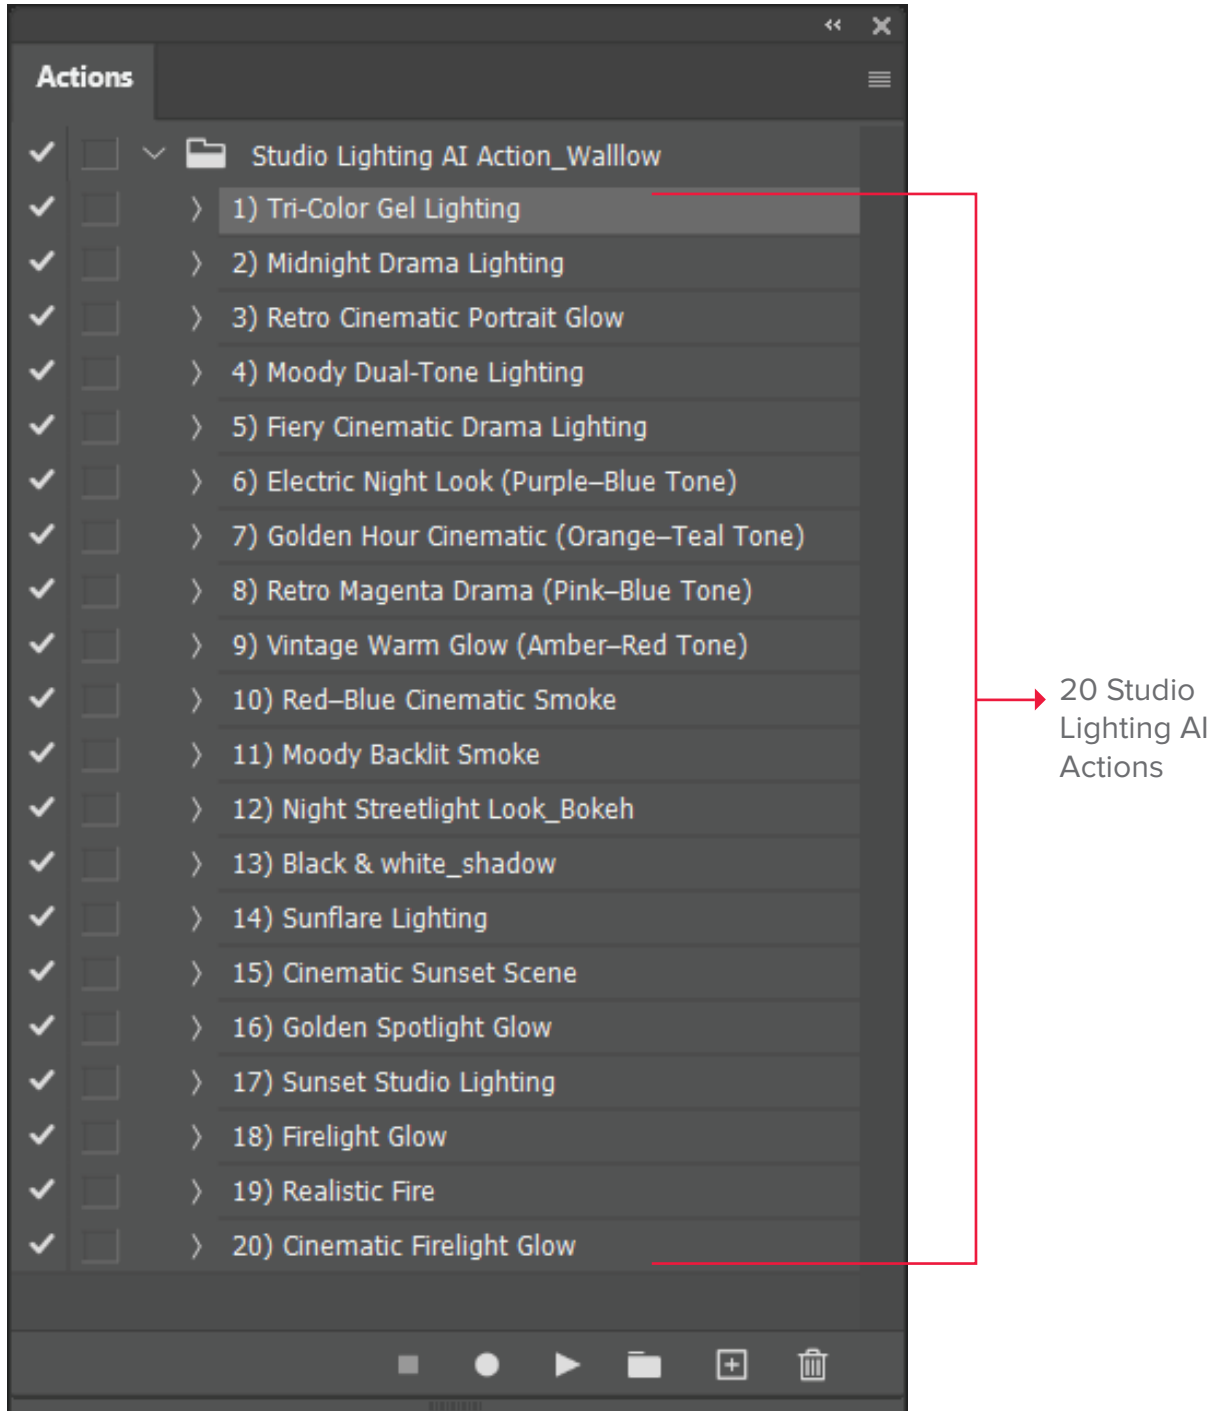 Actions
Studio Lighting AI Action_Walllow
1) Tri-Color Gel Lighting
2) Midnight Drama Lighting
3) Retro Cinematic Portrait Glow
4) Moody Dual-Tone Lighting
5) Fiery Cinematic Drama Lighting
6) Electric Night Look (Purple–Blue Tone)
7) Golden Hour Cinematic (Orange–Teal Tone)
8) Retro Magenta Drama (Pink–Blue Tone)
9) Vintage Warm Glow (Amber–Red Tone)
10) Red–Blue Cinematic Smoke
11) Moody Backlit Smoke
12) Night Streetlight Look_Bokeh
13) Black & white_shadow
14) Sunflare Lighting
15) Cinematic Sunset Scene
16) Golden Spotlight Glow
17) Sunset Studio Lighting
18) Firelight Glow
19) Realistic Fire
20) Cinematic Firelight Glow
20 Studio
Lighting AI
Actions